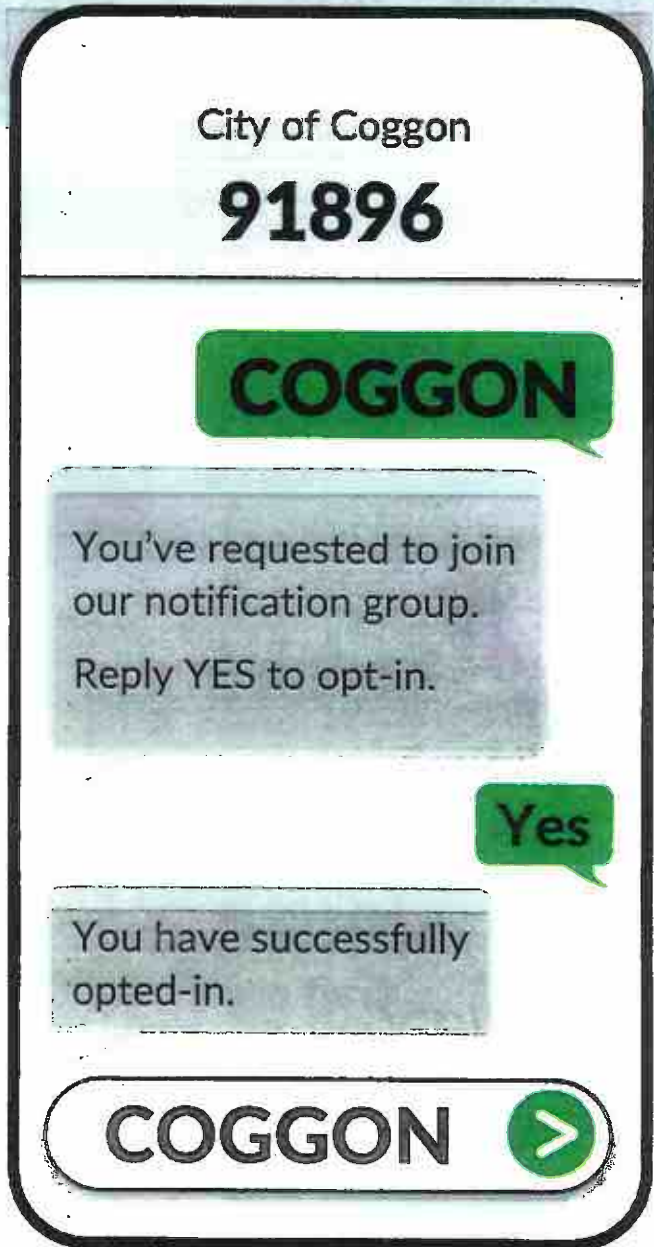 City of Coggon
91896
COGGON
You've requested to join
our notification group.
Reply YES to opt-in.
Yes
You have successfully
opted-in.
COGGON